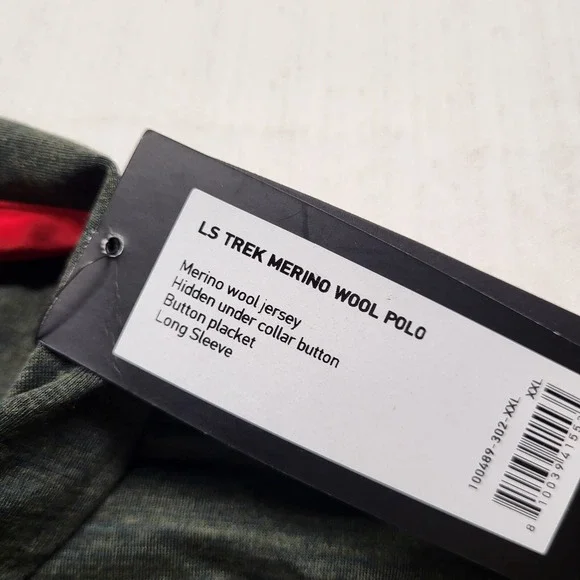 LS TREK MERINO WOOL POLO
Merino wool jersey
Hidden under collar button
Button placket
Long Sleeve
100489-302-XXL
XXL